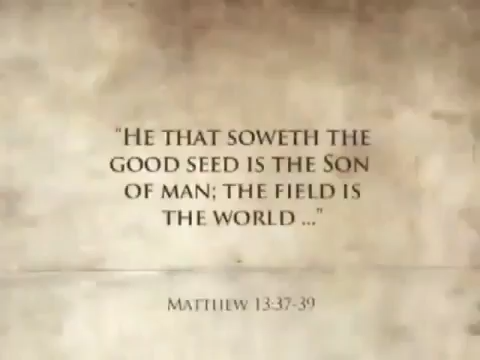 “He that soweth the
good seed is the Son
of man; the field is
the world ...”
Matthew 13:37-39